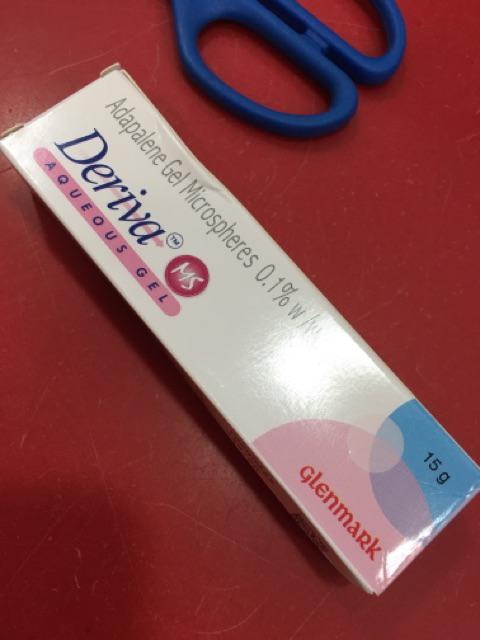 Adapalene Gel Microspheres 0.1% w/w
Deriva™
AQUEOUS GEL
MS
15 g
Glenmark